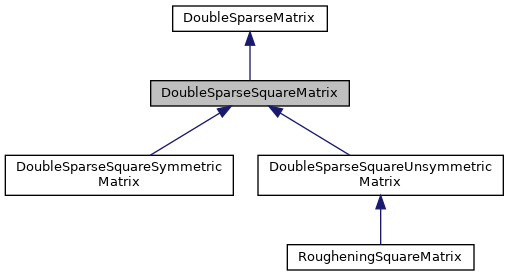 DoubleSparseMatrix
DoubleSparseSquareMatrix
DoubleSparseSquareSymmetric
Matrix
DoubleSparseSquareUnsymmetric
Matrix
RougheningSquareMatrix